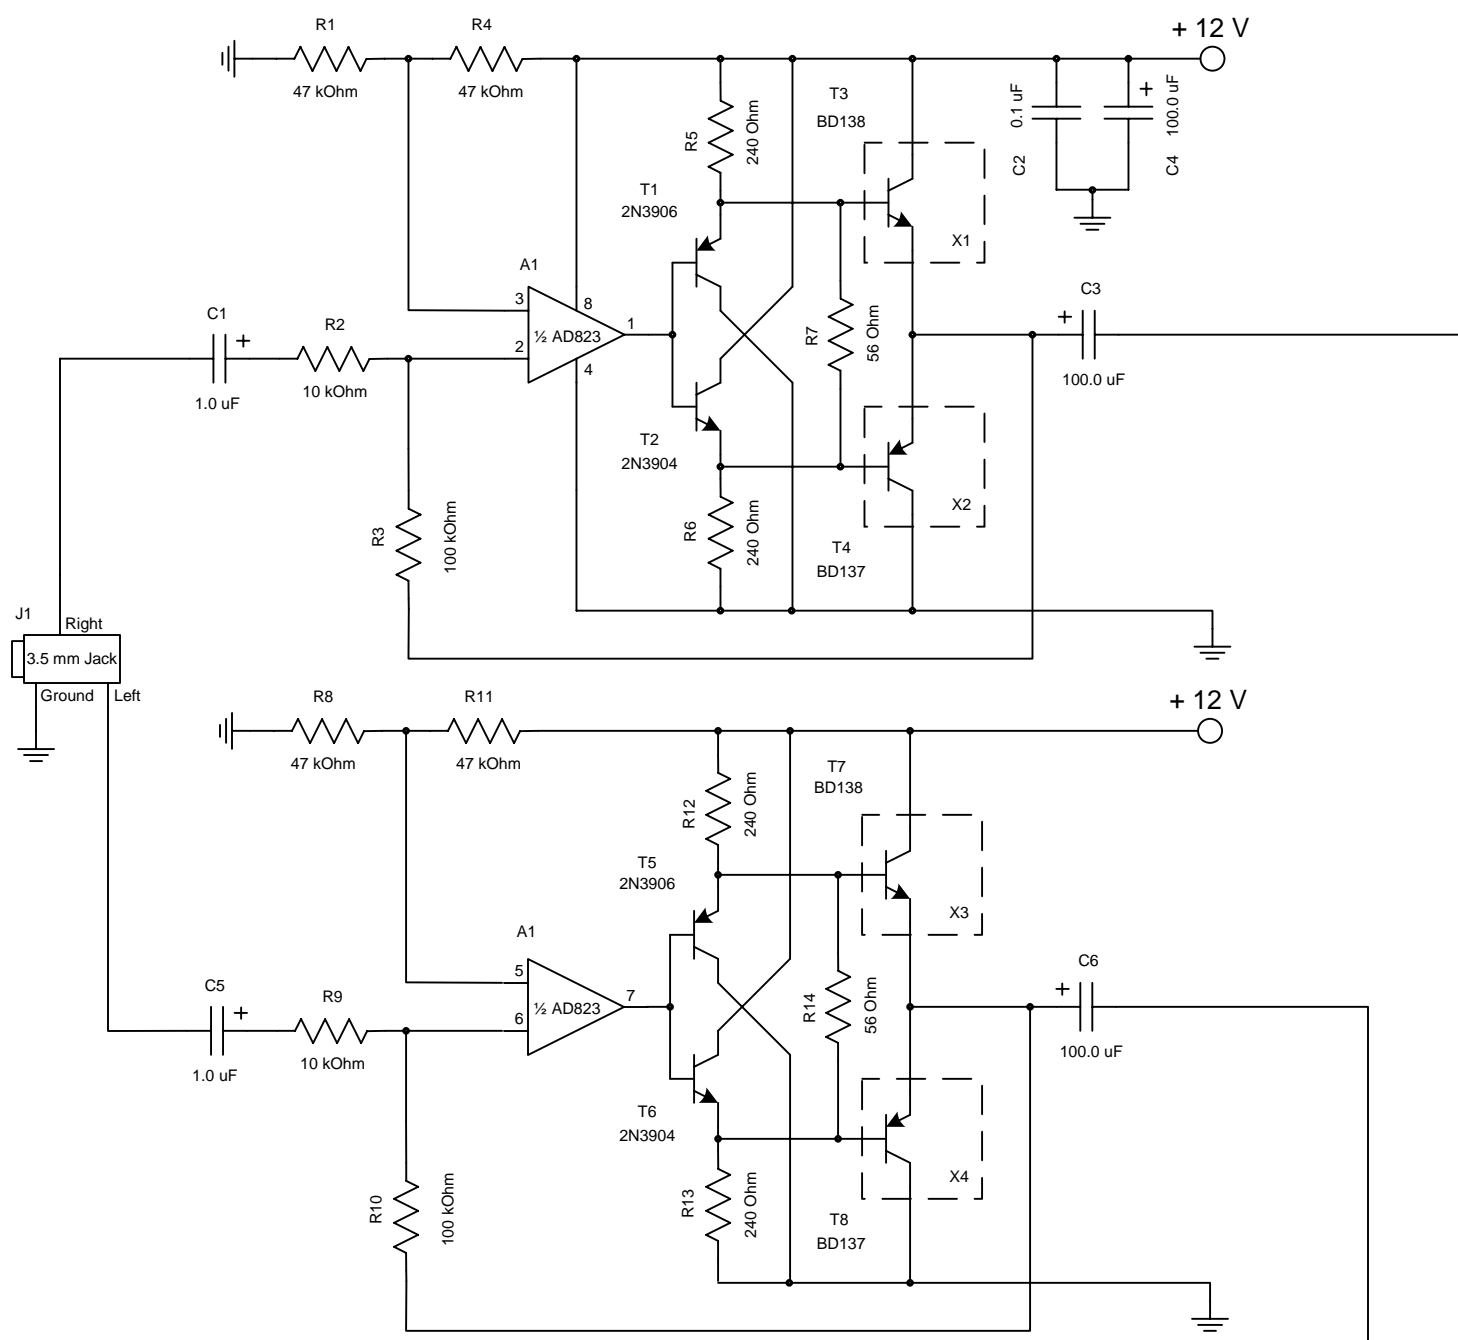 R1
R4
+ 12 V
47 kOhm
47 kOhm
R5
240 Ohm
T3
BD138
0.1 uF
C2
+
100.0 uF
C4
T1
2N3906
X1
A1
3
8
½ AD823
1
2
4
C1
+
1.0 uF
R2
10 kOhm
R7
56 Ohm
C3
+
100.0 uF
T2
2N3904
X2
R3
100 kOhm
R6
240 Ohm
T4
BD137
J1
Right
3.5 mm Jack
Ground
Left
R8
R11
+ 12 V
47 kOhm
47 kOhm
R12
240 Ohm
T7
BD138
T5
2N3906
X3
A1
5
½ AD823
7
6
C5
+
1.0 uF
R9
10 kOhm
R14
56 Ohm
C6
+
100.0 uF
T6
2N3904
X4
R10
100 kOhm
R13
240 Ohm
T8
BD137